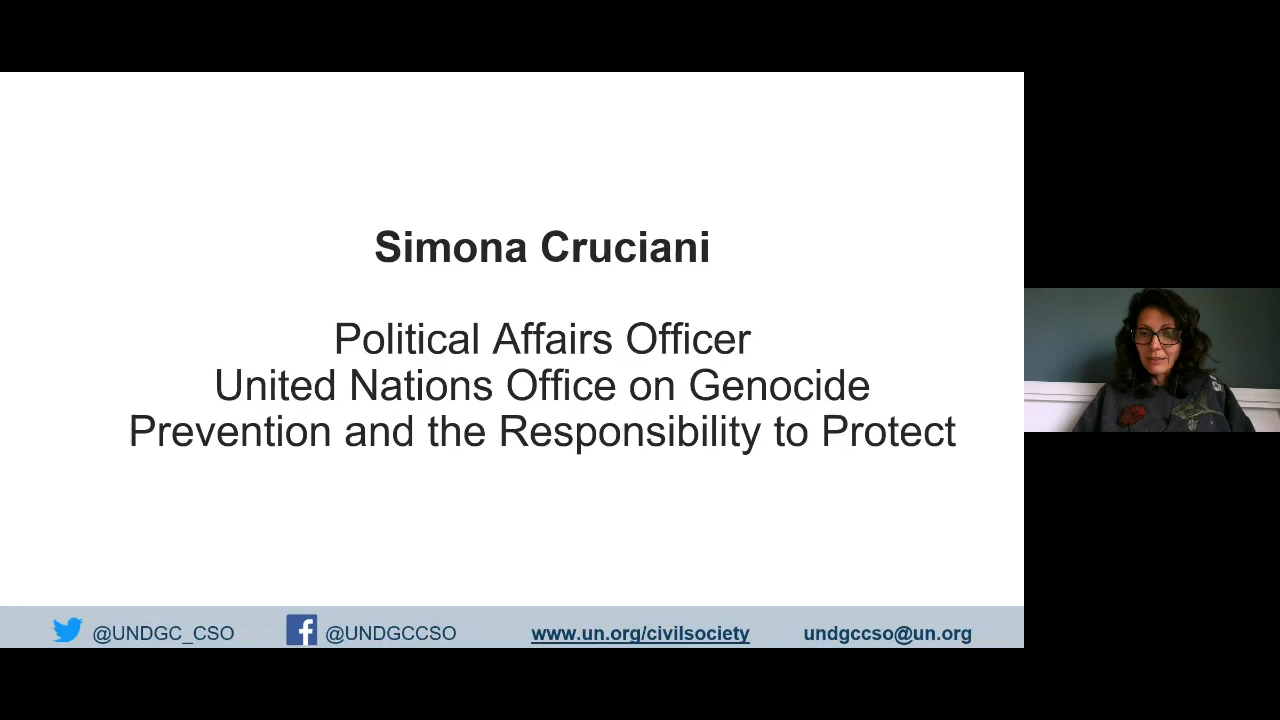 Simona Cruciani
Political Affairs Officer
United Nations Office on Genocide
Prevention and the Responsibility to Protect
@UNDGC_CSO @UNDGCCSO www.un.org/civilsociety undgccso@un.org